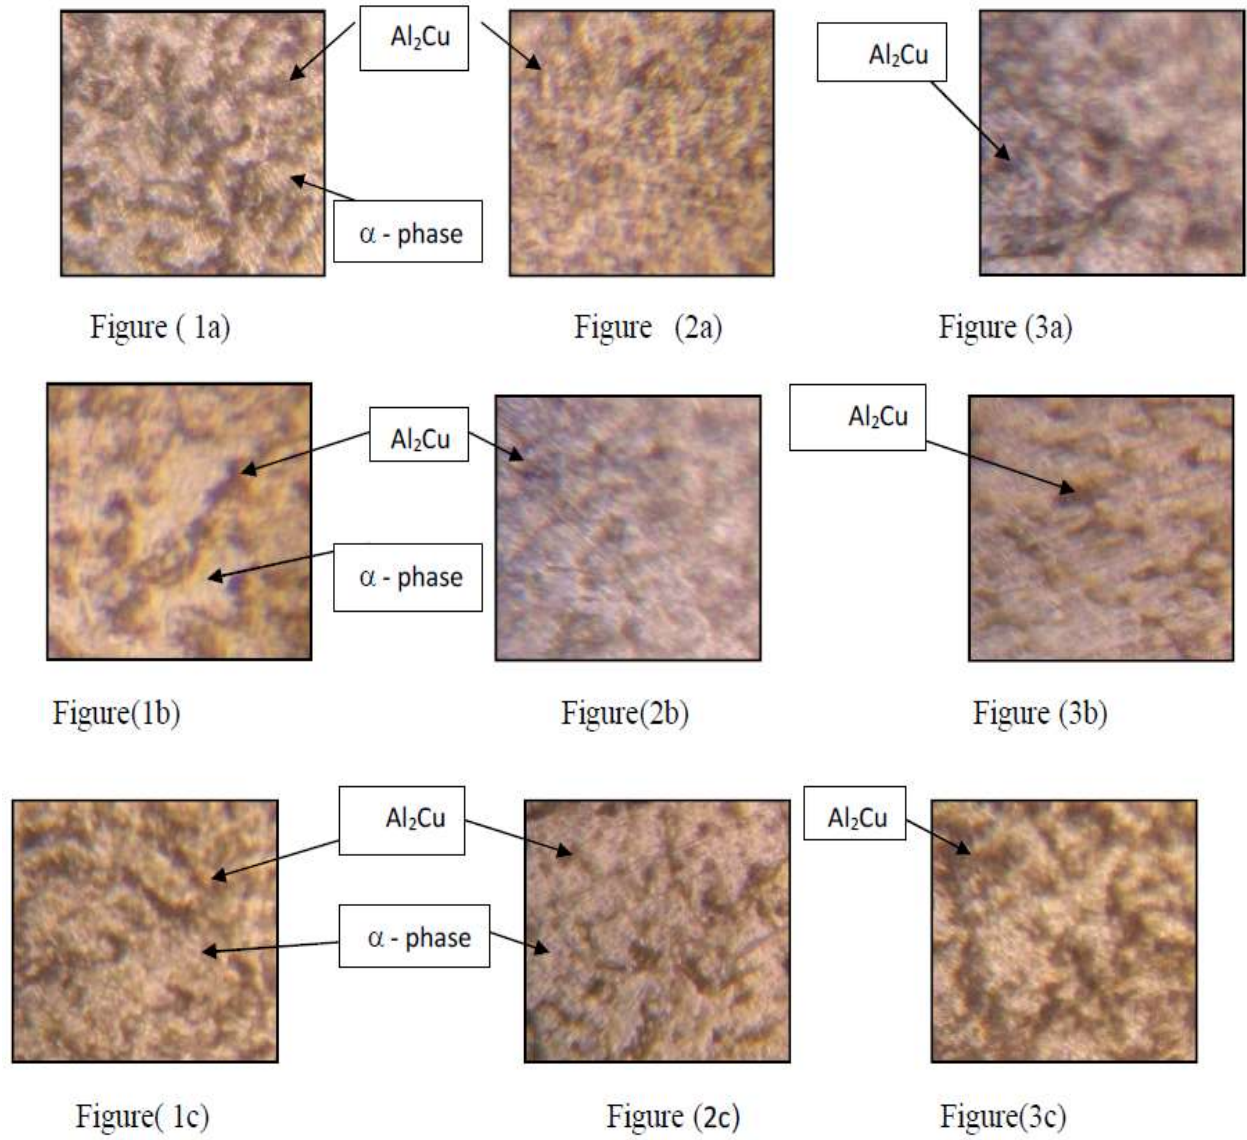 Al₂Cu
Al₂Cu
α - phase
Figure ( 1a)
Figure (2a)
Figure (3a)
Al₂Cu
Al₂Cu
α - phase
Figure(1b)
Figure(2b)
Figure (3b)
Al₂Cu
Al₂Cu
α - phase
Figure( 1c)
Figure (2c)
Figure(3c)